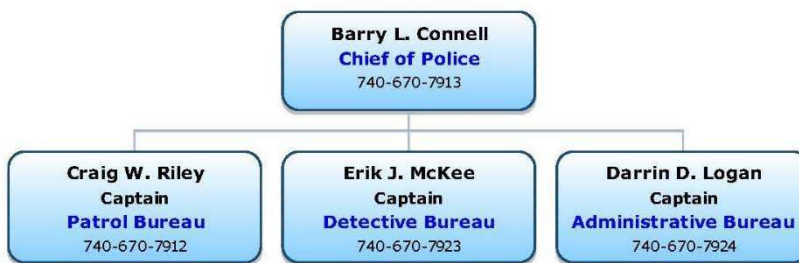 Barry L. Connell
Chief of Police
740-670-7913
Craig W. Riley
Captain
Patrol Bureau
740-670-7912
Erik J. McKee
Captain
Detective Bureau
740-670-7923
Darrin D. Logan
Captain
Administrative Bureau
740-670-7924